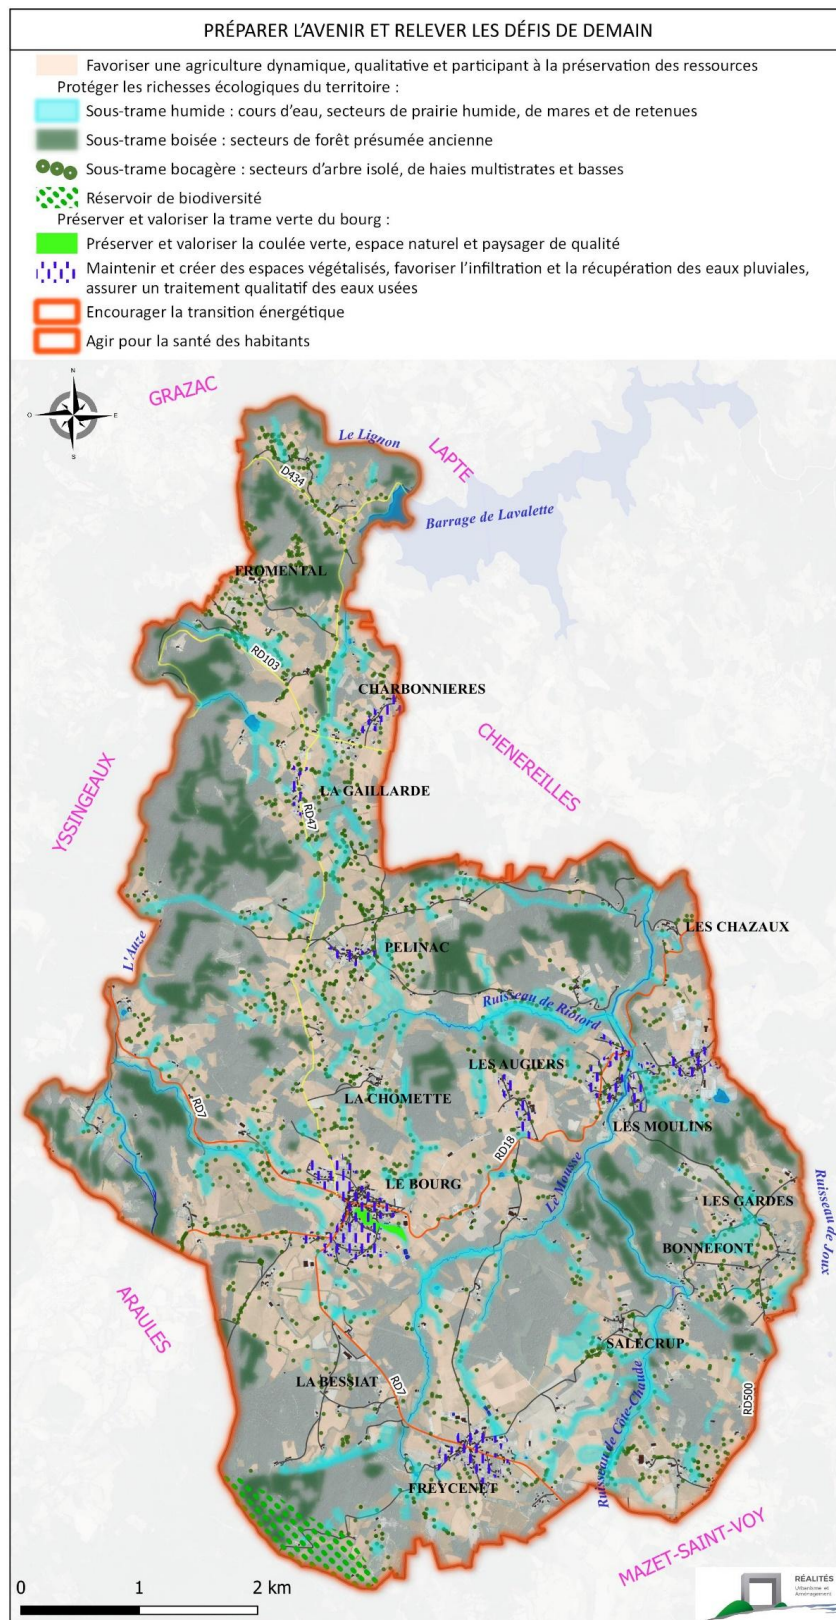 PRÉPARER L'AVENIR ET RELEVER LES DÉFIS DE DEMAIN
Favoriser une agriculture dynamique, qualitative et participant à la préservation des ressources
Protéger les richesses écologiques du territoire :
Sous-trame humide : cours d'eau, secteurs de prairie humide, de mares et de retenues
Sous-trame boisée : secteurs de forêt présumée ancienne
Sous-trame bocagère : secteurs d'arbre isolé, de haies multistrates et basses
Réservoir de biodiversité
Préserver et valoriser la trame verte du bourg :
Préserver et valoriser la coulée verte, espace naturel et paysager de qualité
Maintenir et créer des espaces végétalisés, favoriser l'infiltration et la récupération des eaux pluviales,
assurer un traitement qualitatif des eaux usées
Encourager la transition énergétique
Agir pour la santé des habitants
N
O
E
S
GRAZAC
Le Lignon
LAPTE
D434
Barrage de Lavalette
FROMENTAL
RD103
CHARBONNIERES
CHENEREILLES
YSSINGEAUX
LA GAILLARDE
RD47
LES CHAZAUX
L'Auze
PELINAC
Ruisseau de Riotord
LES AUGIERS
RD7
LA CHOMETTE
LES MOULINS
RD18
LE BOURG
Le Mousse
LES GARDES
Ruisseau de Joux
BONNEFONT
ARAULES
SALECRUP
LA BESSIAT
RD7
Ruisseau de Côte-Chaude
RD500
FREYCENET
MAZET-SAINT-VOY
0 1 2 km
RÉALITÉS
Urbanisme et
Aménagement